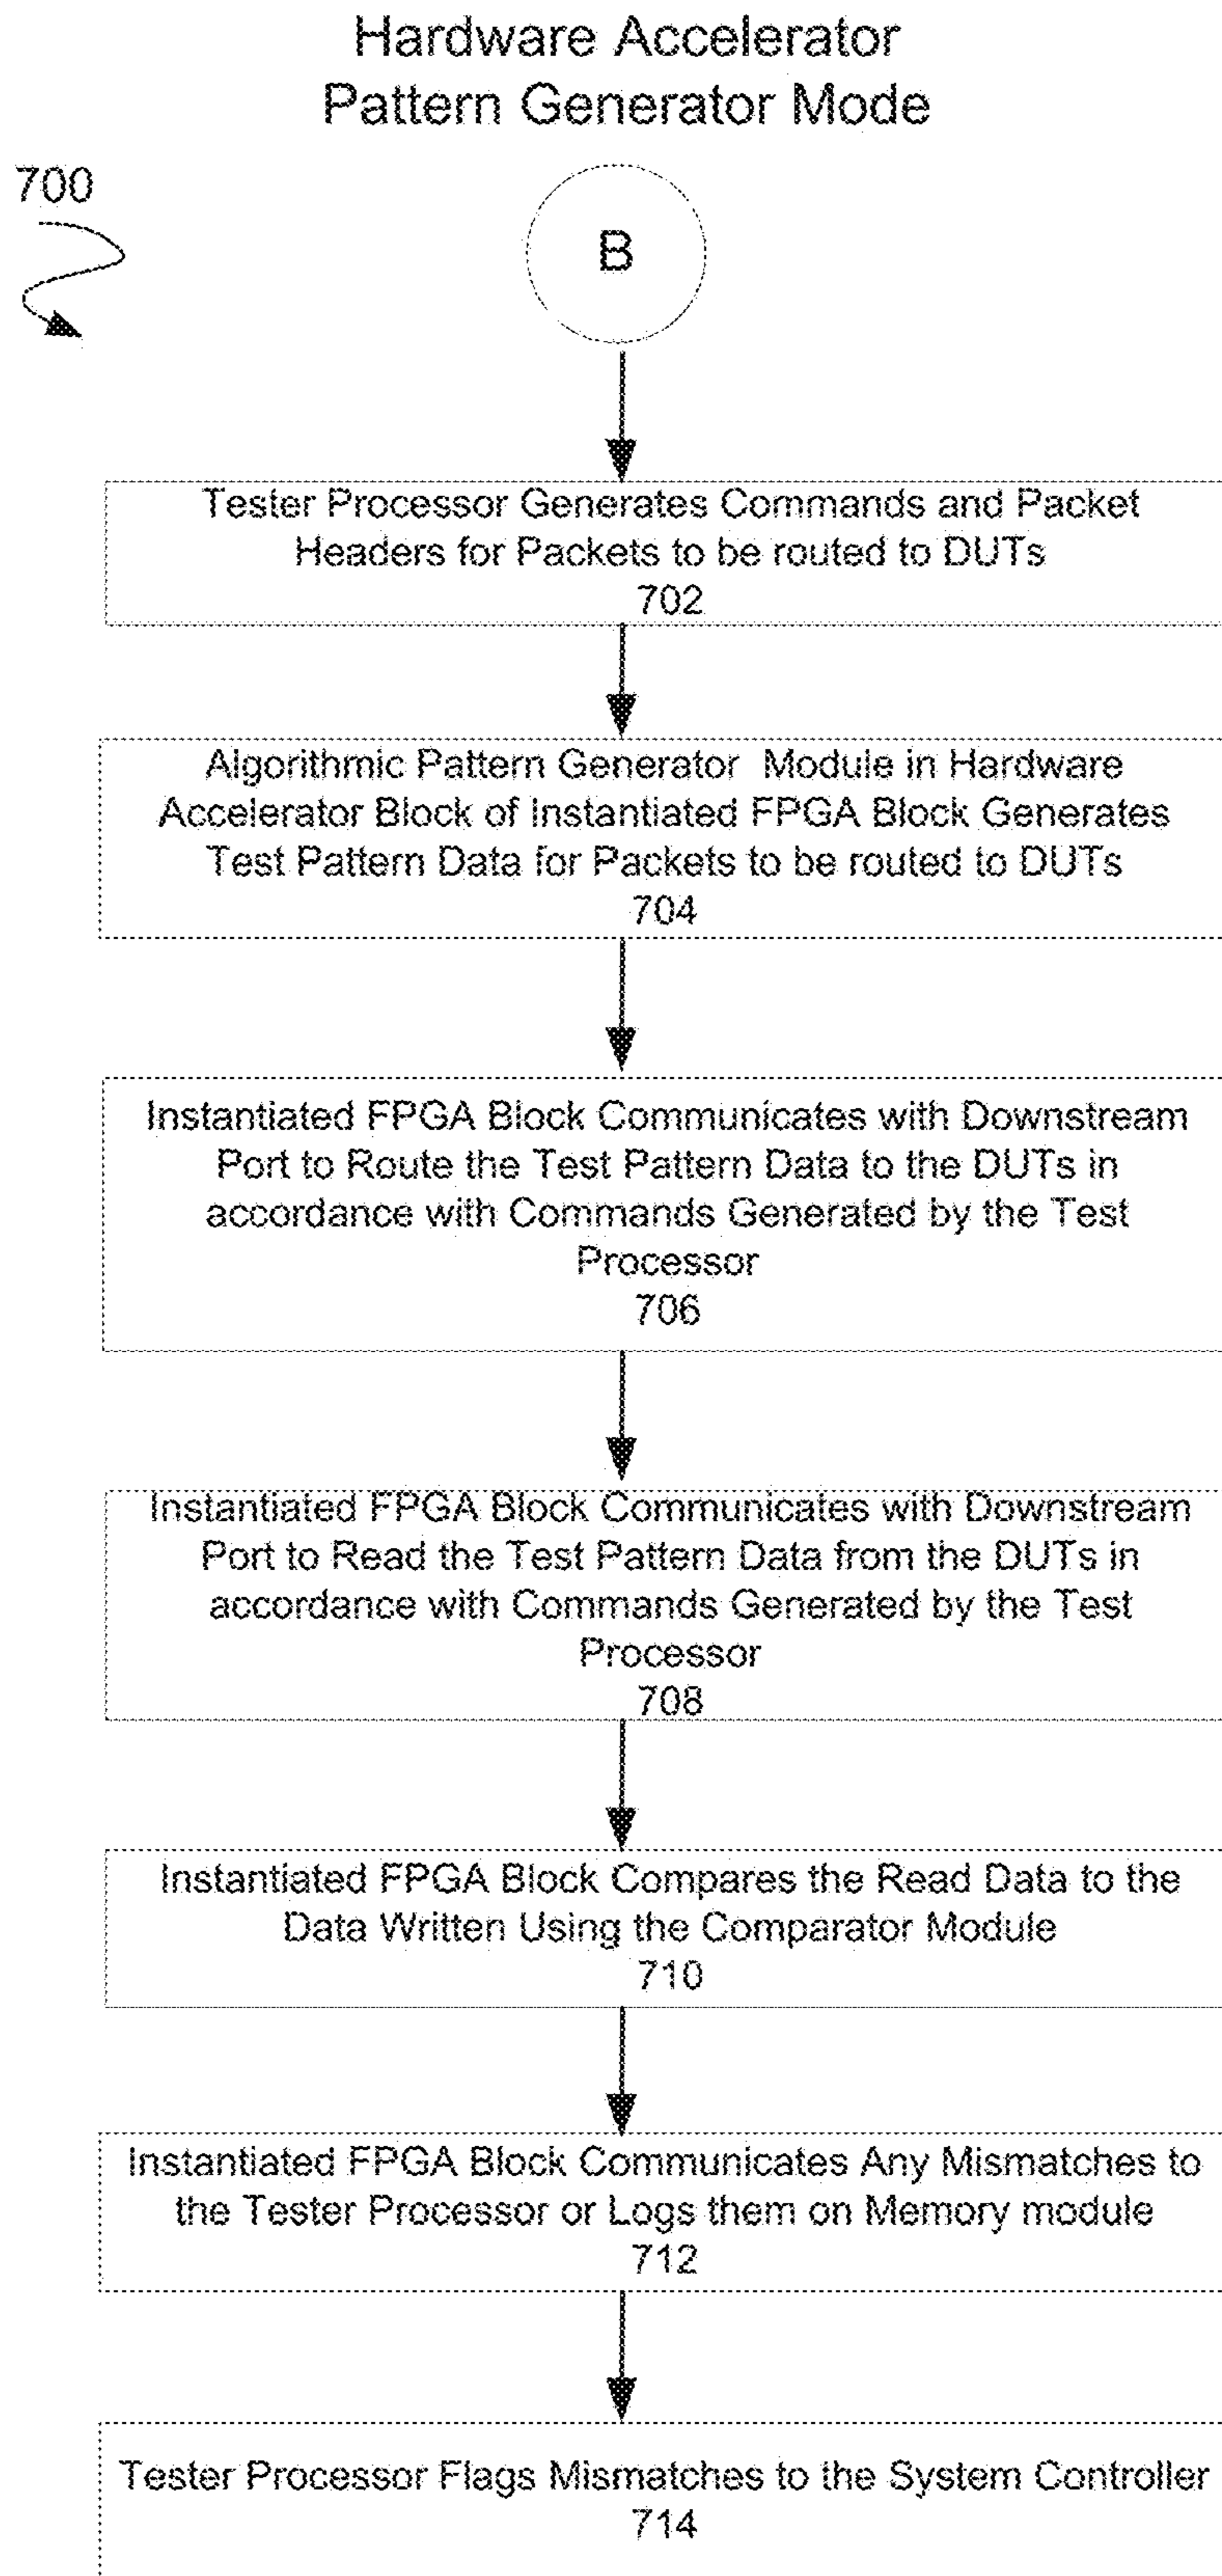 Hardware Accelerator
Pattern Generator Mode
700
B
Tester Processor Generates Commands and Packet
Headers for Packets to be routed to DUTs
702
Algorithmic Pattern Generator Module in Hardware
Accelerator Block of Instantiated FPGA Block Generates
Test Pattern Data for Packets to be routed to DUTs
704
Instantiated FPGA Block Communicates with Downstream
Port to Route the Test Pattern Data to the DUTs in
accordance with Commands Generated by the Test
Processor
706
Instantiated FPGA Block Communicates with Downstream
Port to Read the Test Pattern Data from the DUTs in
accordance with Commands Generated by the Test
Processor
708
Instantiated FPGA Block Compares the Read Data to the
Data Written Using the Comparator Module
710
Instantiated FPGA Block Communicates Any Mismatches to
the Tester Processor or Logs them on Memory module
712
Tester Processor Flags Mismatches to the System Controller
714